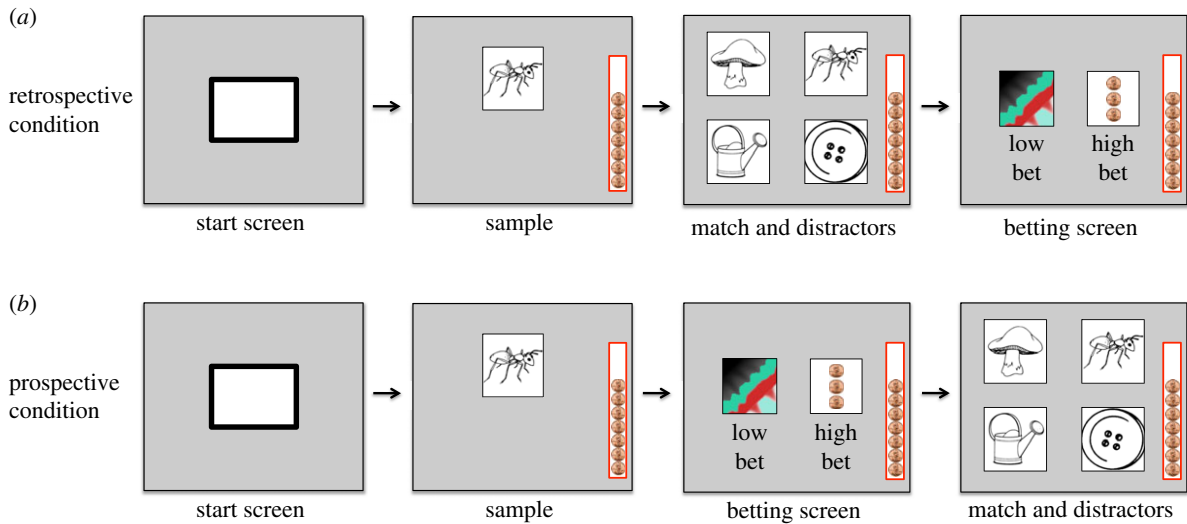 (a)
retrospective
condition
low
bet
high
bet
start screen
sample
match and distractors
betting screen
(b)
prospective
condition
low
bet
high
bet
start screen
sample
betting screen
match and distractors